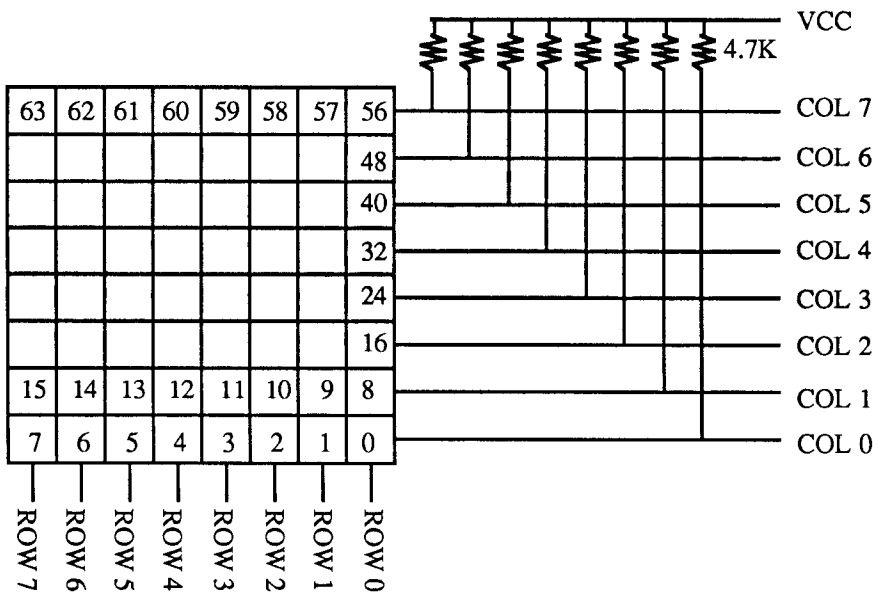 VCC
4.7K
63 62 61 60 59 58 57 56 COL 7
48 COL 6
40 COL 5
32 COL 4
24 COL 3
16 COL 2
15 14 13 12 11 10 9 8 COL 1
7 6 5 4 3 2 1 0 COL 0
ROW 7
ROW 6
ROW 5
ROW 4
ROW 3
ROW 2
ROW 1
ROW 0